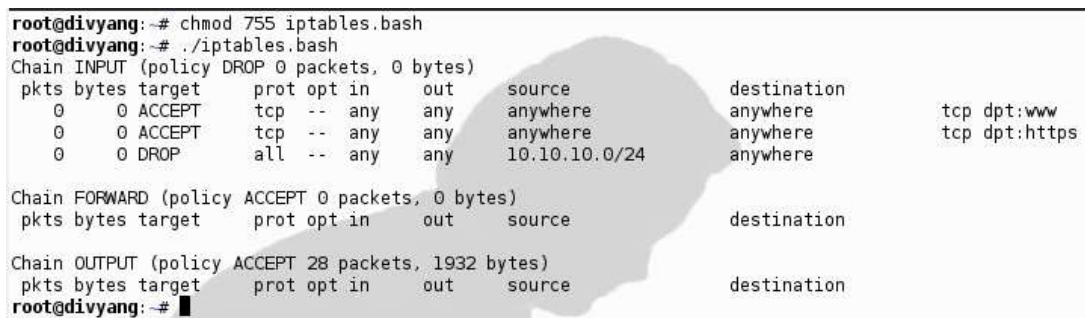 root@divyang:~# chmod 755 iptables.bash
root@divyang:~# ./iptables.bash
Chain INPUT (policy DROP 0 packets, 0 bytes)
 pkts bytes target     prot opt in     out     source               destination
    0     0 ACCEPT     tcp  --  any    any     anywhere             anywhere            tcp dpt:www
    0     0 ACCEPT     tcp  --  any    any     anywhere             anywhere            tcp dpt:https
    0     0 DROP       all  --  any    any     10.10.10.0/24        anywhere

Chain FORWARD (policy ACCEPT 0 packets, 0 bytes)
 pkts bytes target     prot opt in     out     source               destination

Chain OUTPUT (policy ACCEPT 28 packets, 1932 bytes)
 pkts bytes target     prot opt in     out     source               destination
root@divyang:~#